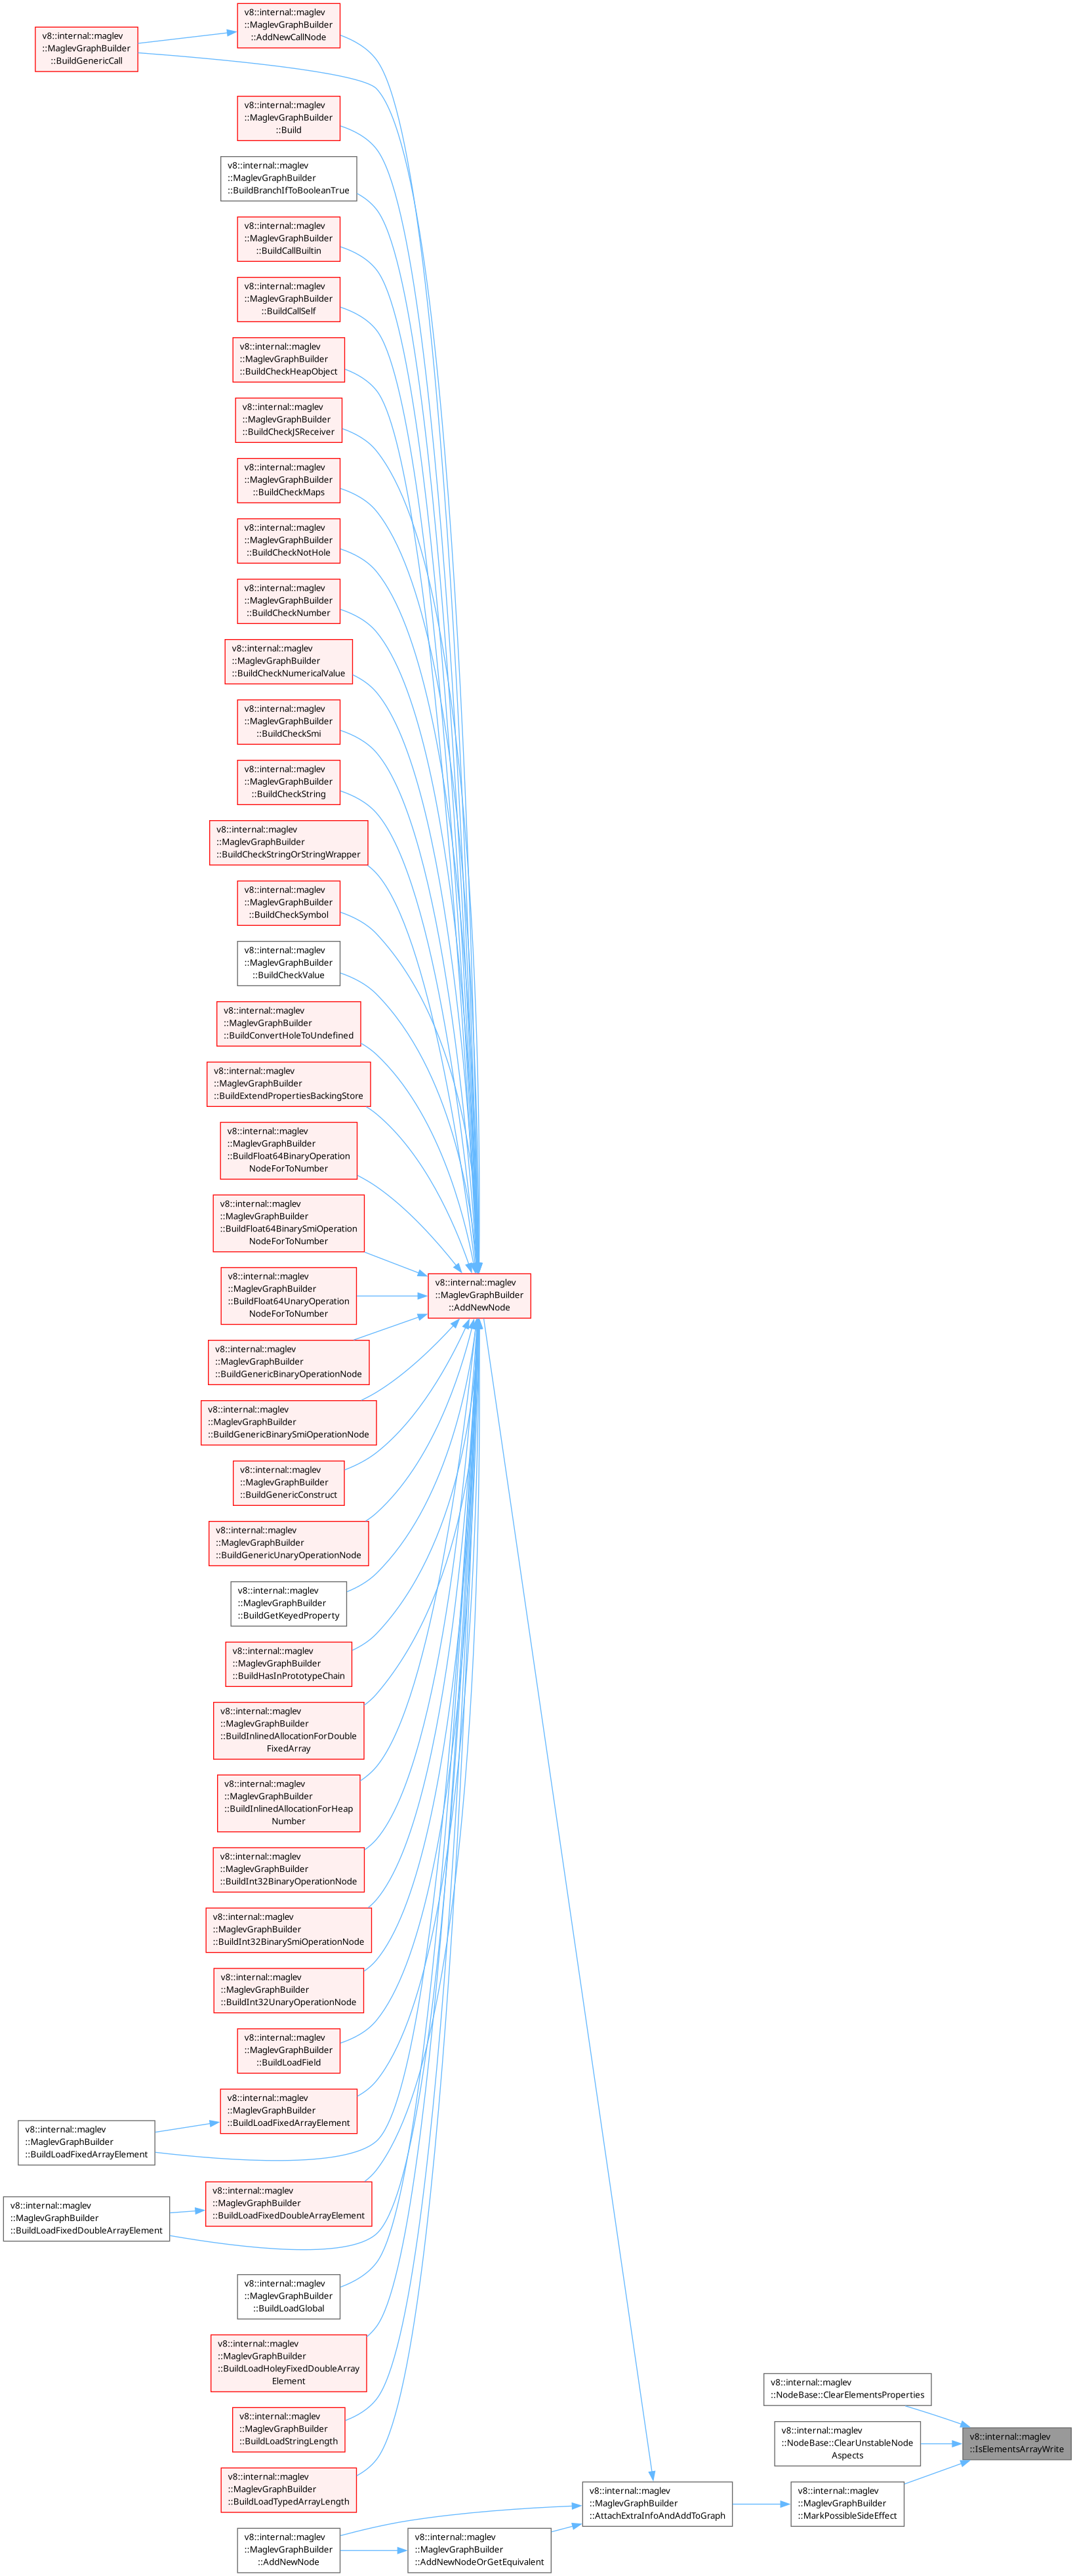 v8::internal::maglev
::MaglevGraphBuilder
::AddNewCallNode
v8::internal::maglev
::MaglevGraphBuilder
::BuildGenericCall
v8::internal::maglev
::MaglevGraphBuilder
::Build
v8::internal::maglev
::MaglevGraphBuilder
::BuildBranchIfToBooleanTrue
v8::internal::maglev
::MaglevGraphBuilder
::BuildCallBuiltin
v8::internal::maglev
::MaglevGraphBuilder
::BuildCallSelf
v8::internal::maglev
::MaglevGraphBuilder
::BuildCheckHeapObject
v8::internal::maglev
::MaglevGraphBuilder
::BuildCheckJSReceiver
v8::internal::maglev
::MaglevGraphBuilder
::BuildCheckMaps
v8::internal::maglev
::MaglevGraphBuilder
::BuildCheckNotHole
v8::internal::maglev
::MaglevGraphBuilder
::BuildCheckNumber
v8::internal::maglev
::MaglevGraphBuilder
::BuildCheckNumericalValue
v8::internal::maglev
::MaglevGraphBuilder
::BuildCheckSmi
v8::internal::maglev
::MaglevGraphBuilder
::BuildCheckString
v8::internal::maglev
::MaglevGraphBuilder
::BuildCheckStringOrStringWrapper
v8::internal::maglev
::MaglevGraphBuilder
::BuildCheckSymbol
v8::internal::maglev
::MaglevGraphBuilder
::BuildCheckValue
v8::internal::maglev
::MaglevGraphBuilder
::BuildConvertHoleToUndefined
v8::internal::maglev
::MaglevGraphBuilder
::BuildExtendPropertiesBackingStore
v8::internal::maglev
::MaglevGraphBuilder
::BuildFloat64BinaryOperation
NodeForToNumber
v8::internal::maglev
::MaglevGraphBuilder
::BuildFloat64BinarySmiOperation
NodeForToNumber
v8::internal::maglev
::MaglevGraphBuilder
::BuildFloat64UnaryOperation
NodeForToNumber
v8::internal::maglev
::MaglevGraphBuilder
::AddNewNode
v8::internal::maglev
::MaglevGraphBuilder
::BuildGenericBinaryOperationNode
v8::internal::maglev
::MaglevGraphBuilder
::BuildGenericBinarySmiOperationNode
v8::internal::maglev
::MaglevGraphBuilder
::BuildGenericConstruct
v8::internal::maglev
::MaglevGraphBuilder
::BuildGenericUnaryOperationNode
v8::internal::maglev
::MaglevGraphBuilder
::BuildGetKeyedProperty
v8::internal::maglev
::MaglevGraphBuilder
::BuildHasInPrototypeChain
v8::internal::maglev
::MaglevGraphBuilder
::BuildInlinedAllocationForDouble
FixedArray
v8::internal::maglev
::MaglevGraphBuilder
::BuildInlinedAllocationForHeap
Number
v8::internal::maglev
::MaglevGraphBuilder
::BuildInt32BinaryOperationNode
v8::internal::maglev
::MaglevGraphBuilder
::BuildInt32BinarySmiOperationNode
v8::internal::maglev
::MaglevGraphBuilder
::BuildInt32UnaryOperationNode
v8::internal::maglev
::MaglevGraphBuilder
::BuildLoadField
v8::internal::maglev
::MaglevGraphBuilder
::BuildLoadFixedArrayElement
v8::internal::maglev
::MaglevGraphBuilder
::BuildLoadFixedArrayElement
v8::internal::maglev
::MaglevGraphBuilder
::BuildLoadFixedDoubleArrayElement
v8::internal::maglev
::MaglevGraphBuilder
::BuildLoadFixedDoubleArrayElement
v8::internal::maglev
::MaglevGraphBuilder
::BuildLoadGlobal
v8::internal::maglev
::MaglevGraphBuilder
::BuildLoadHoleyFixedDoubleArray
Element
v8::internal::maglev
::MaglevGraphBuilder
::BuildLoadStringLength
v8::internal::maglev
::MaglevGraphBuilder
::BuildLoadTypedArrayLength
v8::internal::maglev
::NodeBase::ClearElementsProperties
v8::internal::maglev
::NodeBase::ClearUnstableNode
Aspects
v8::internal::maglev
::IsElementsArrayWrite
v8::internal::maglev
::MaglevGraphBuilder
::MarkPossibleSideEffect
v8::internal::maglev
::MaglevGraphBuilder
::AttachExtraInfoAndAddToGraph
v8::internal::maglev
::MaglevGraphBuilder
::AddNewNodeOrGetEquivalent
v8::internal::maglev
::MaglevGraphBuilder
::AddNewNode